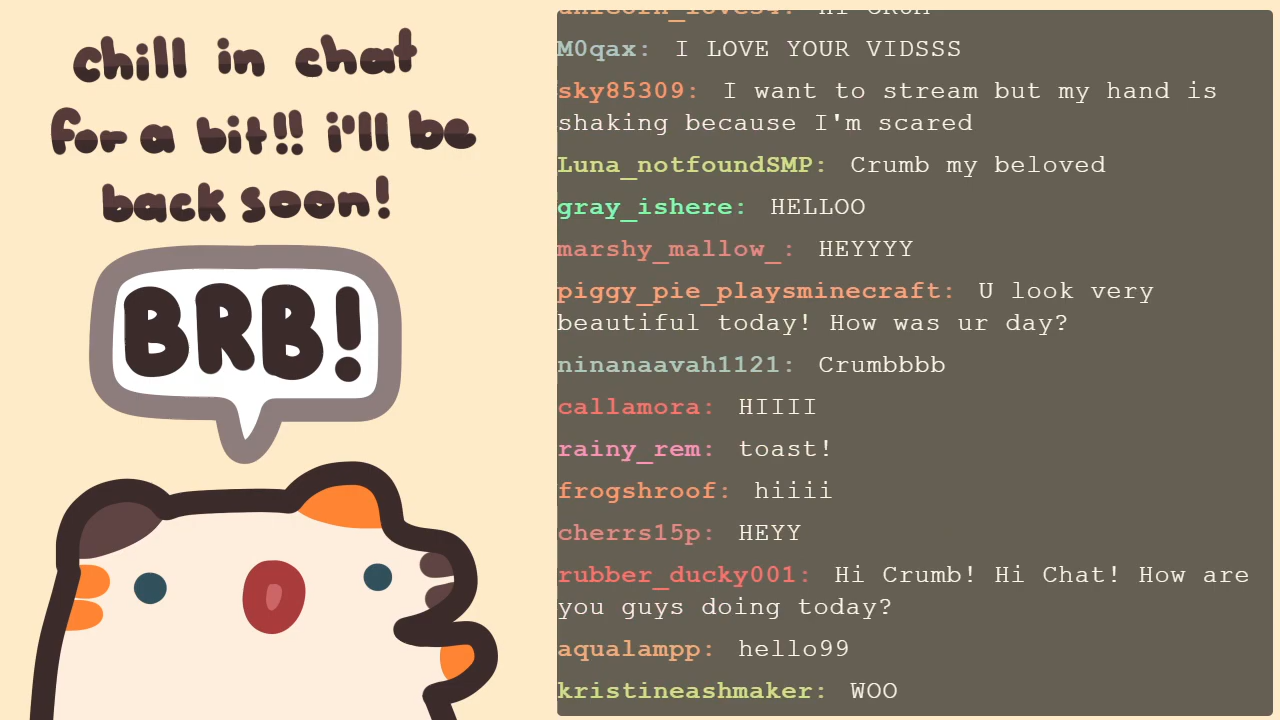 chill in chat
for a bit!! i'll be
back soon!
BRB!
M0qax: I LOVE YOUR VIDSSS
sky85309: I want to stream but my hand is
shaking because I'm scared
Luna_notfoundSMP: Crumb my beloved
gray_ishere: HELLOO
marshy_mallow_: HEYYYY
piggy_pie_playsminecraft: U look very
beautiful today! How was ur day?
ninanaavah1121: Crumbbbb
callamora: HIIII
rainy_rem: toast!
frogshroof: hiiii
cherrs15p: HEYY
rubber_ducky001: Hi Crumb! Hi Chat! How are
you guys doing today?
aqualampp: hello99
kristineashmaker: WOO